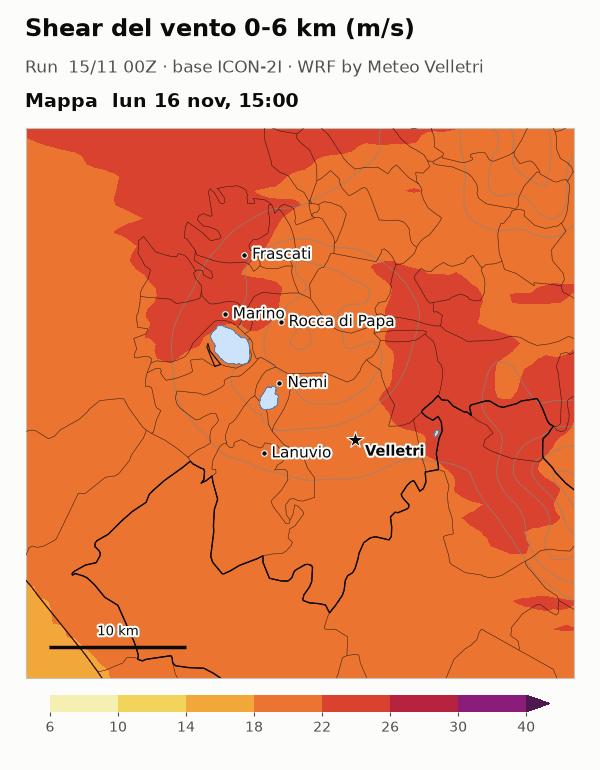 Shear del vento 0-6 km (m/s)
Run  15/11 00Z · base ICON-2I · WRF by Meteo Velletri
Mappa  lun 16 nov, 15:00
Frascati
Marino
Rocca di Papa
Nemi
Velletri
Lanuvio
10 km
6 10 14 18 22 26 30 40